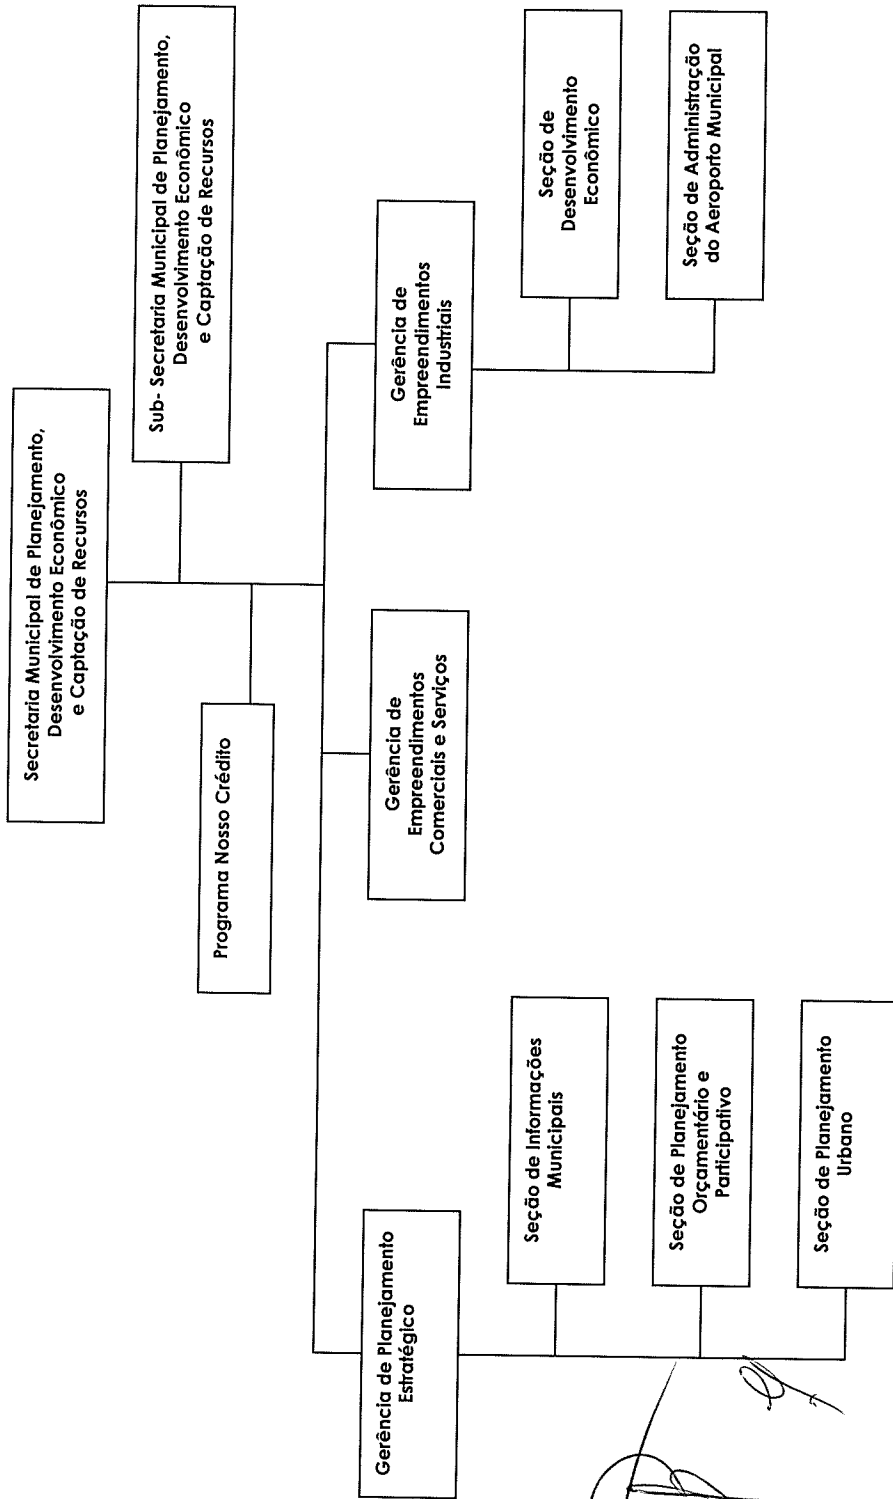 Secretaria Municipal de Planejamento,
Desenvolvimento Econômico
e Captação de Recursos
Sub- Secretaria Municipal de Planejamento,
Desenvolvimento Econômico
e Captação de Recursos
Programa Nosso Crédito
Gerência de Planejamento
Estratégico
Gerência de
Empreendimentos
Comerciais e Serviços
Gerência de
Empreendimentos
Industriais
Seção de Informações
Municipais
Seção de Planejamento
Orçamentário e
Participativo
Seção de Planejamento
Urbano
Seção de
Desenvolvimento
Econômico
Seção de Administração
do Aeroporto Municipal